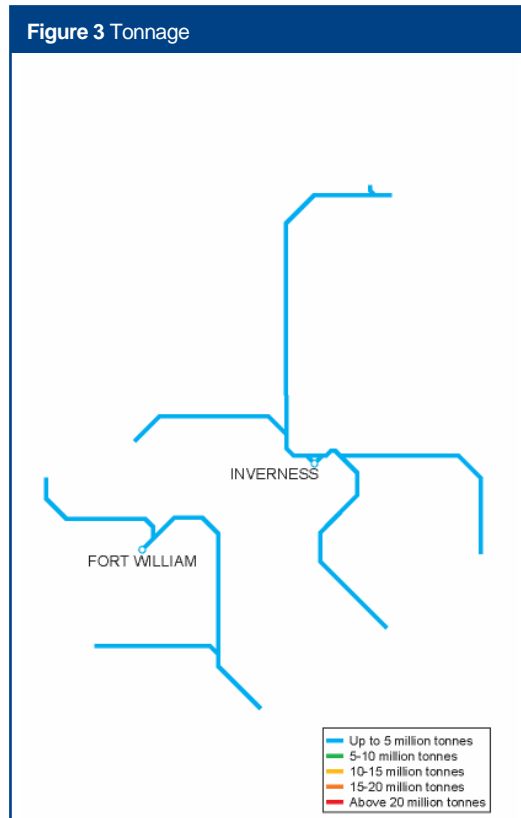 Figure 3 Tonnage
INVERNESS
FORT WILLIAM
Up to 5 million tonnes
5-10 million tonnes
10-15 million tonnes
15-20 million tonnes
Above 20 million tonnes